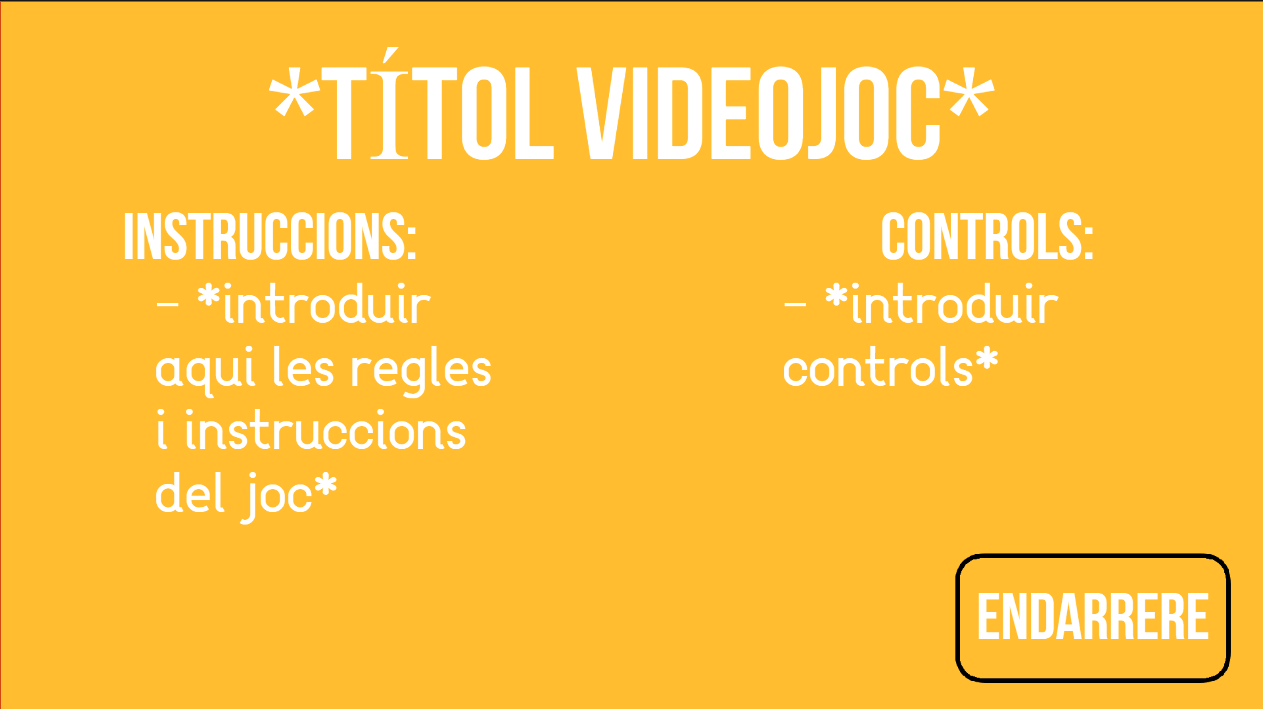 *TÍTOL VIDEOJOC*
INSTRUCCIONS:
- *introduir
aqui les regles
i instruccions
del joc*
CONTROLS:
- *introduir
controls*
ENDARRERE